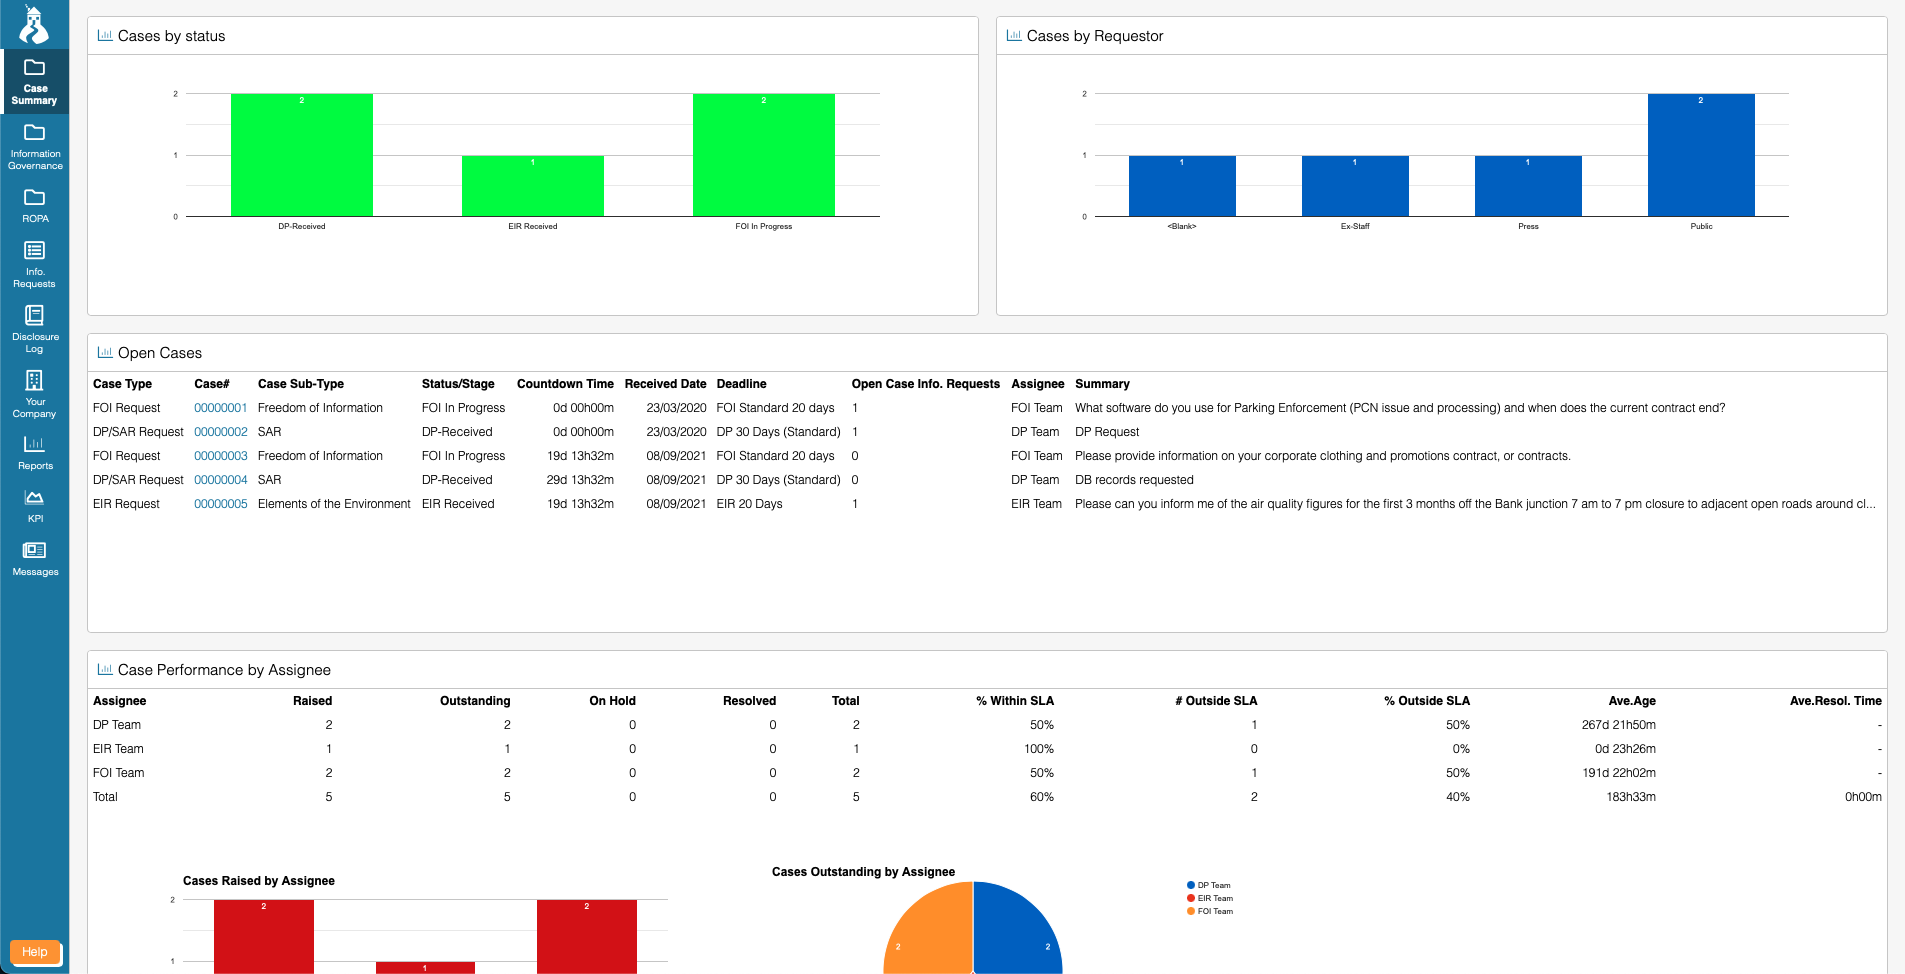 Case
Summary
Information
Governance
ROPA
Info.
Requests
Disclosure
Log
Your
Company
Reports
KPI
Messages
Help
Cases by status
2
1
0
2
1
2
DP-Received
EIR Received
FOI In Progress
Cases by Requestor
2
1
0
1
1
1
2
<Blank>
Ex-Staff
Press
Public
Open Cases
Case Type Case# Case Sub-Type Status/Stage Countdown Time Received Date Deadline Open Case Info. Requests Assignee Summary
FOI Request 00000001 Freedom of Information FOI In Progress 0d 00h00m 23/03/2020 FOI Standard 20 days 1 FOI Team What software do you use for Parking Enforcement (PCN issue and processing) and when does the current contract end?
DP/SAR Request 00000002 SAR DP-Received 0d 00h00m 23/03/2020 DP 30 Days (Standard) 1 DP Team DP Request
FOI Request 00000003 Freedom of Information FOI In Progress 19d 13h32m 08/09/2021 FOI Standard 20 days 0 FOI Team Please provide information on your corporate clothing and promotions contract, or contracts.
DP/SAR Request 00000004 SAR DP-Received 29d 13h32m 08/09/2021 DP 30 Days (Standard) 0 DP Team DB records requested
EIR Request 00000005 Elements of the Environment EIR Received 19d 13h32m 08/09/2021 EIR 20 Days 1 EIR Team Please can you inform me of the air quality figures for the first 3 months off the Bank junction 7 am to 7 pm closure to adjacent open roads around cl...
Case Performance by Assignee
Assignee Raised Outstanding On Hold Resolved Total % Within SLA # Outside SLA % Outside SLA Ave.Age Ave.Resol. Time
DP Team 2 2 0 0 2 50% 1 50% 267d 21h50m -
EIR Team 1 1 0 0 1 100% 0 0% 0d 23h26m -
FOI Team 2 2 0 0 2 50% 1 50% 191d 22h02m -
Total 5 5 0 0 5 60% 2 40% 183h33m 0h00m
Cases Raised by Assignee
2
1
2
1
2
Cases Outstanding by Assignee
2
2
DP Team
EIR Team
FOI Team